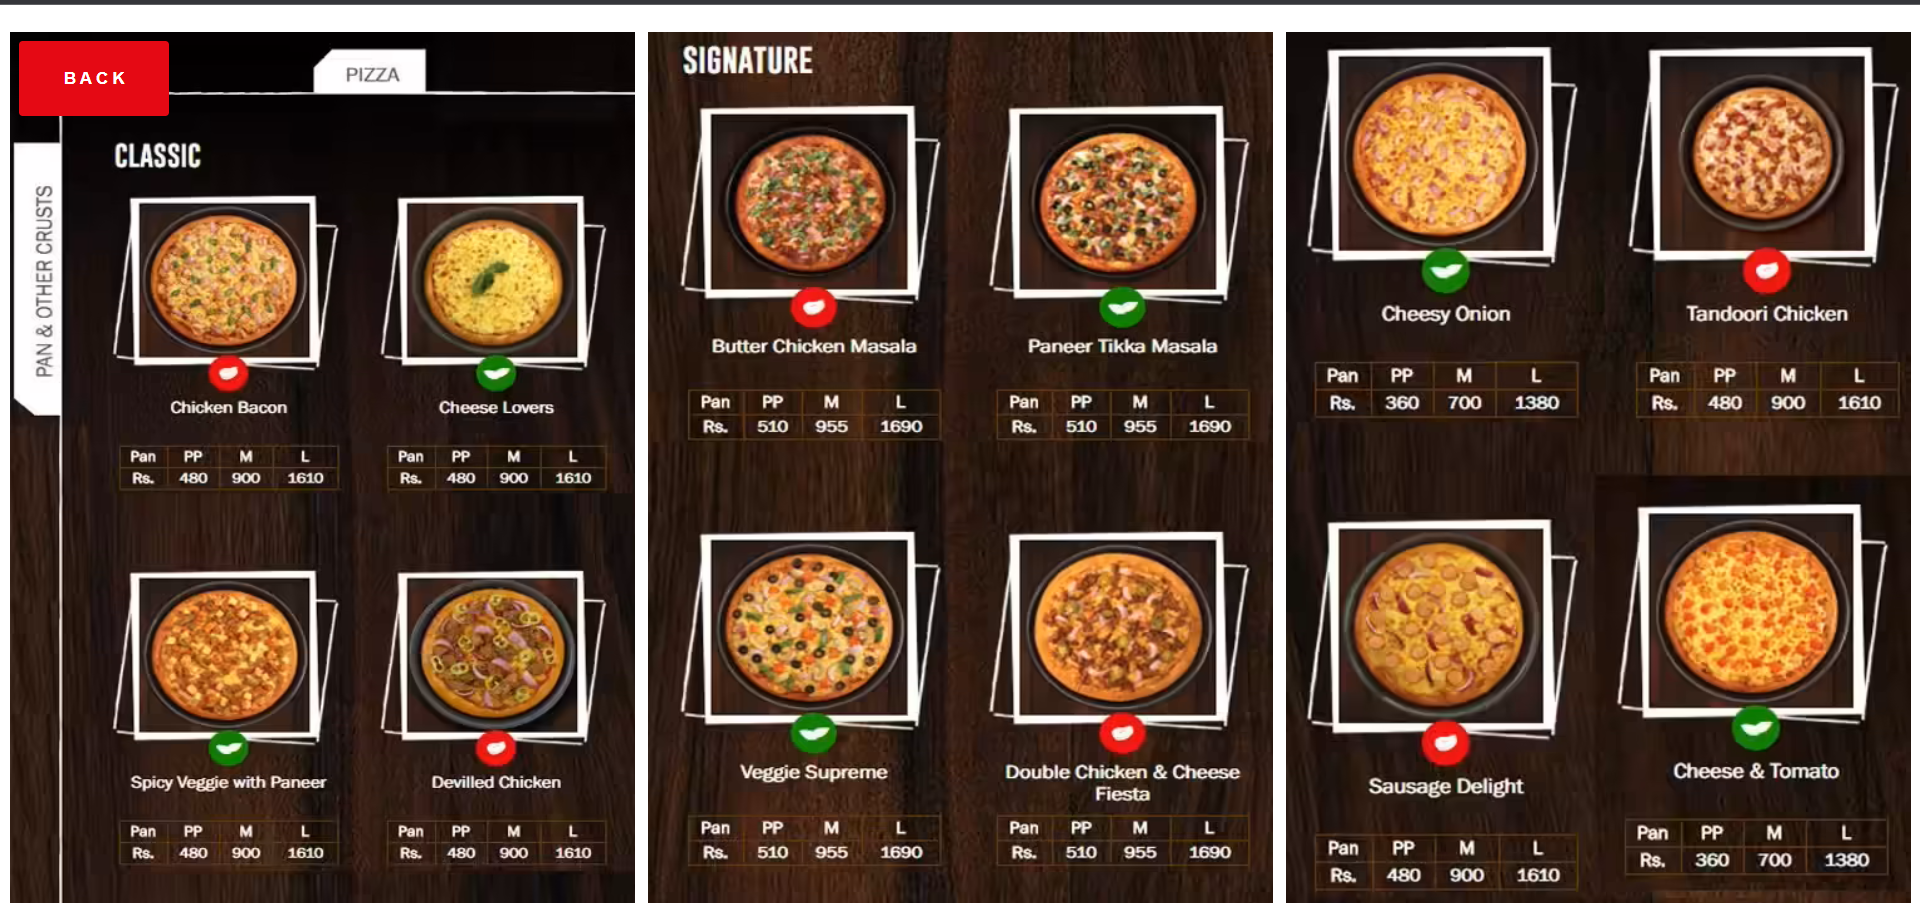 BACK
PIZZA
PAN & OTHER CRUSTS
CLASSIC
Chicken Bacon
Pan PP M L
Rs. 480 900 1610
Cheese Lovers
Pan PP M L
Rs. 480 900 1610
Spicy Veggie with Paneer
Pan PP M L
Rs. 480 900 1610
Devilled Chicken
Pan PP M L
Rs. 480 900 1610
SIGNATURE
Butter Chicken Masala
Pan PP M L
Rs. 510 955 1690
Paneer Tikka Masala
Pan PP M L
Rs. 510 955 1690
Veggie Supreme
Pan PP M L
Rs. 510 955 1690
Double Chicken & Cheese
Fiesta
Pan PP M L
Rs. 510 955 1690
Cheesy Onion
Pan PP M L
Rs. 360 700 1380
Tandoori Chicken
Pan PP M L
Rs. 480 900 1610
Sausage Delight
Pan PP M L
Rs. 480 900 1610
Cheese & Tomato
Pan PP M L
Rs. 360 700 1380